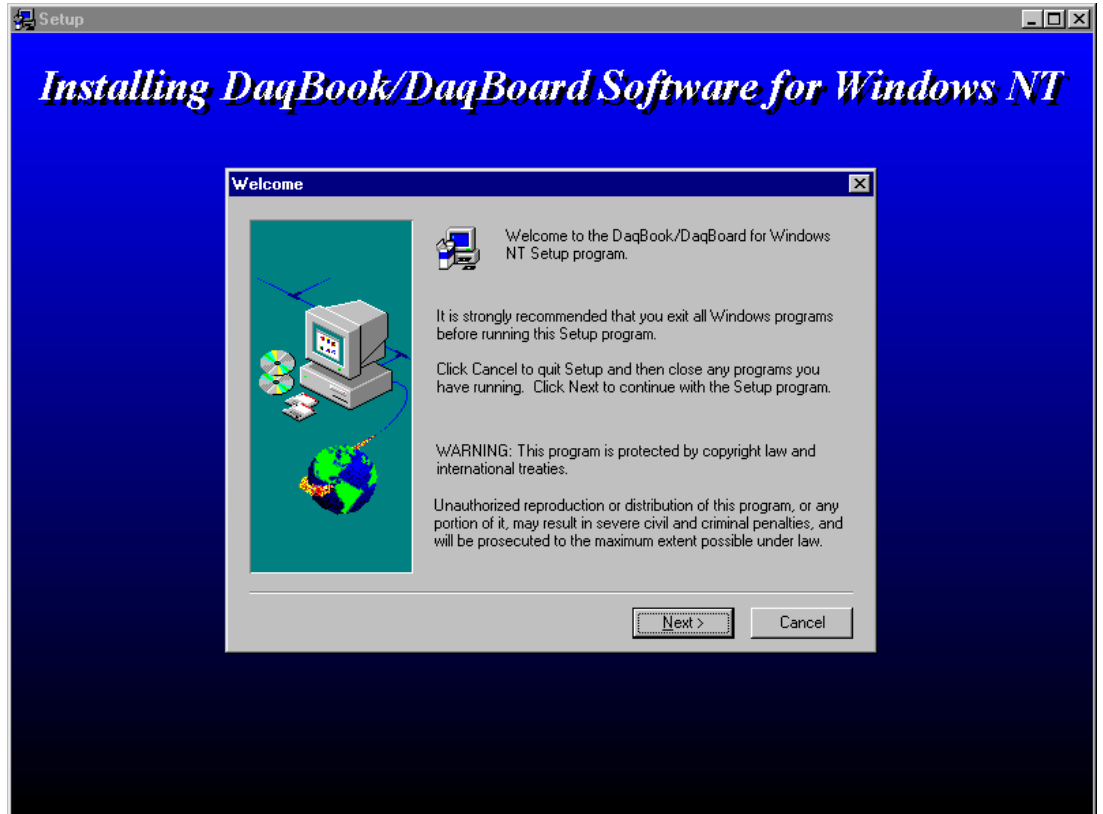 Setup
Installing DaqBook/DaqBoard Software for Windows NT
Welcome
Welcome to the DaqBook/DaqBoard for Windows
NT Setup program.
It is strongly recommended that you exit all Windows programs
before running this Setup program.
Click Cancel to quit Setup and then close any programs you
have running.  Click Next to continue with the Setup program.
WARNING: This program is protected by copyright law and
international treaties.
Unauthorized reproduction or distribution of this program, or any
portion of it, may result in severe civil and criminal penalties, and
will be prosecuted to the maximum extent possible under law.
Next >
Cancel